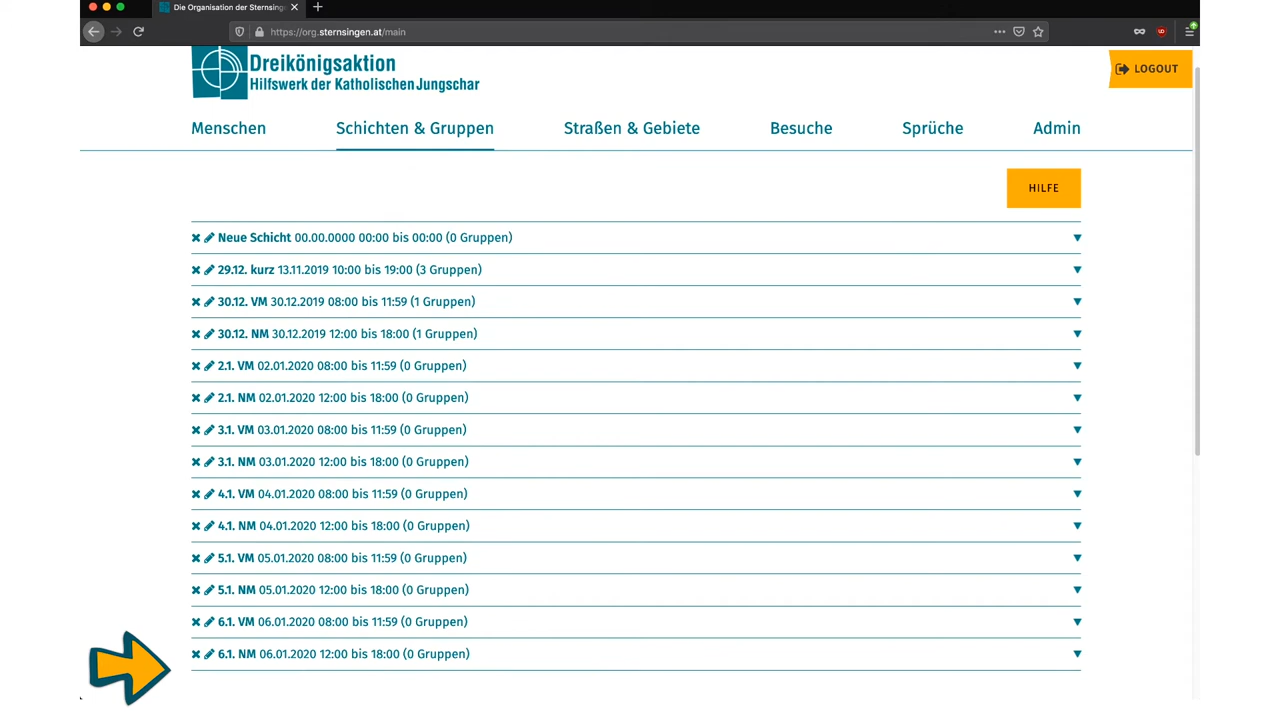 Die Organisation der Sternsing
https://org.sternsingen.at/main
Dreikönigsaktion
Hilfswerk der Katholischen Jungschar
LOGOUT
Menschen
Schichten & Gruppen
Straßen & Gebiete
Besuche
Sprüche
Admin
HILFE
Neue Schicht 00.00.0000 00:00 bis 00:00 (0 Gruppen)
29.12. kurz 13.11.2019 10:00 bis 19:00 (3 Gruppen)
30.12. VM 30.12.2019 08:00 bis 11:59 (1 Gruppen)
30.12. NM 30.12.2019 12:00 bis 18:00 (1 Gruppen)
2.1. VM 02.01.2020 08:00 bis 11:59 (0 Gruppen)
2.1. NM 02.01.2020 12:00 bis 18:00 (0 Gruppen)
3.1. VM 03.01.2020 08:00 bis 11:59 (0 Gruppen)
3.1. NM 03.01.2020 12:00 bis 18:00 (0 Gruppen)
4.1. VM 04.01.2020 08:00 bis 11:59 (0 Gruppen)
4.1. NM 04.01.2020 12:00 bis 18:00 (0 Gruppen)
5.1. VM 05.01.2020 08:00 bis 11:59 (0 Gruppen)
5.1. NM 05.01.2020 12:00 bis 18:00 (0 Gruppen)
6.1. VM 06.01.2020 08:00 bis 11:59 (0 Gruppen)
6.1. NM 06.01.2020 12:00 bis 18:00 (0 Gruppen)